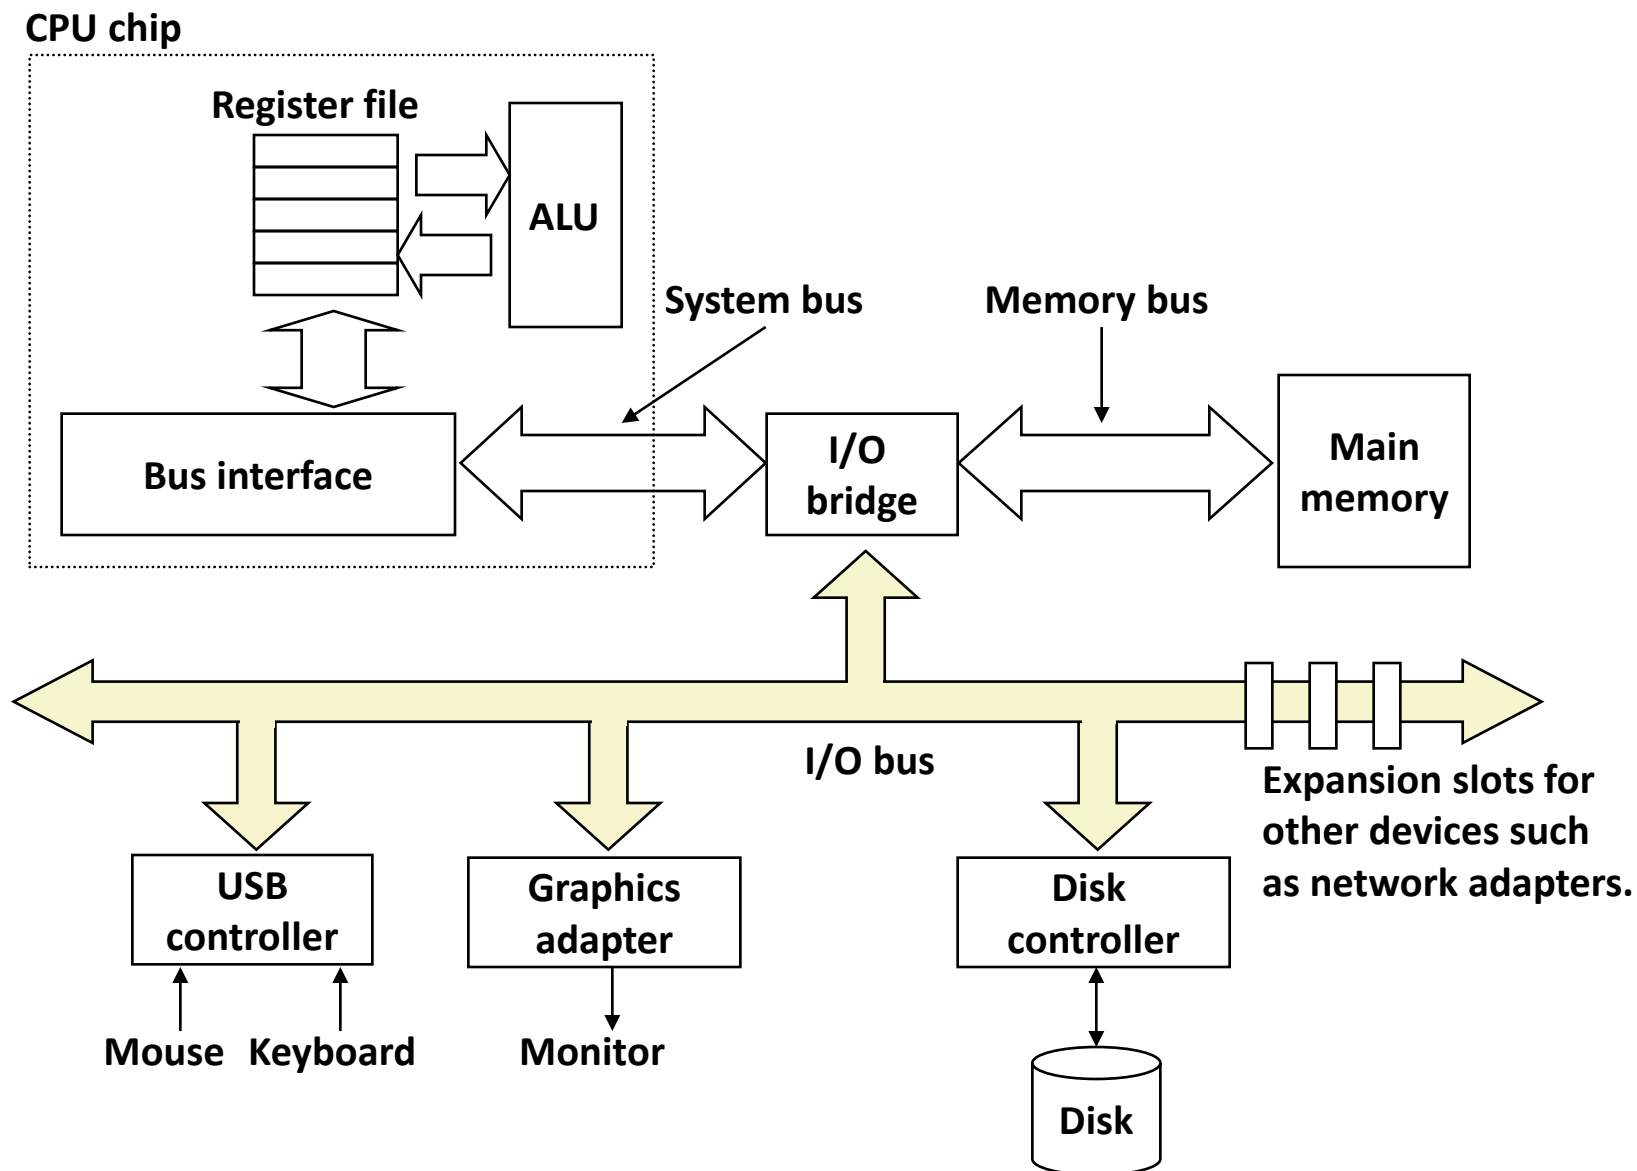 CPU chip
Register file
ALU
System bus
Memory bus
Bus interface
I/O
bridge
Main
memory
I/O bus
Expansion slots for
other devices such
as network adapters.
USB
controller
Graphics
adapter
Disk
controller
Mouse
Keyboard
Monitor
Disk